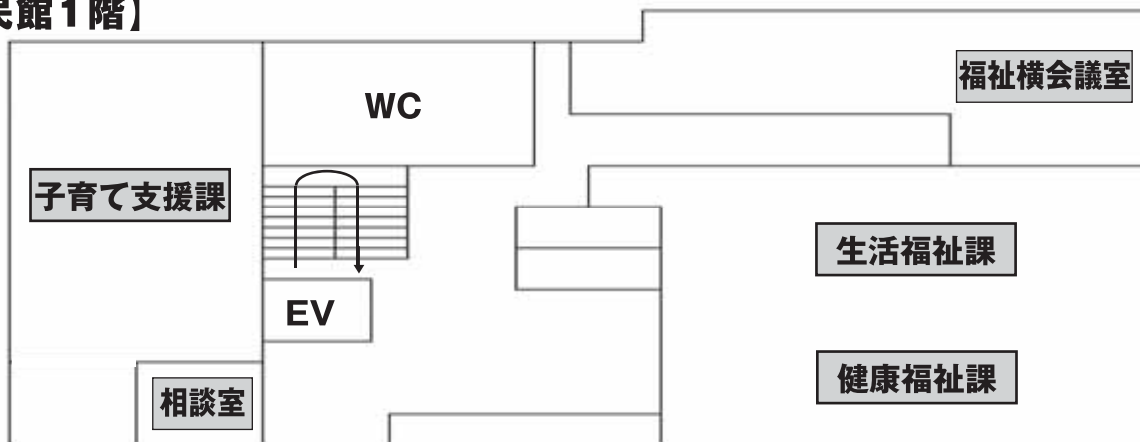 民館1階】
福祉横会議室
WC
子育て支援課
生活福祉課
EV
健康福祉課
相談室